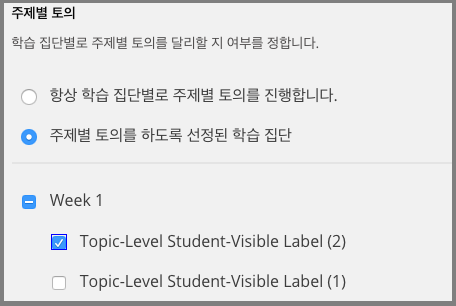 주제별 토의
학습 집단별로 주제별 토의를 달리할 지 여부를 정합니다.
항상 학습 집단별로 주제별 토의를 진행합니다.
주제별 토의를 하도록 선정된 학습 집단
Week 1
Topic-Level Student-Visible Label (2)
Topic-Level Student-Visible Label (1)